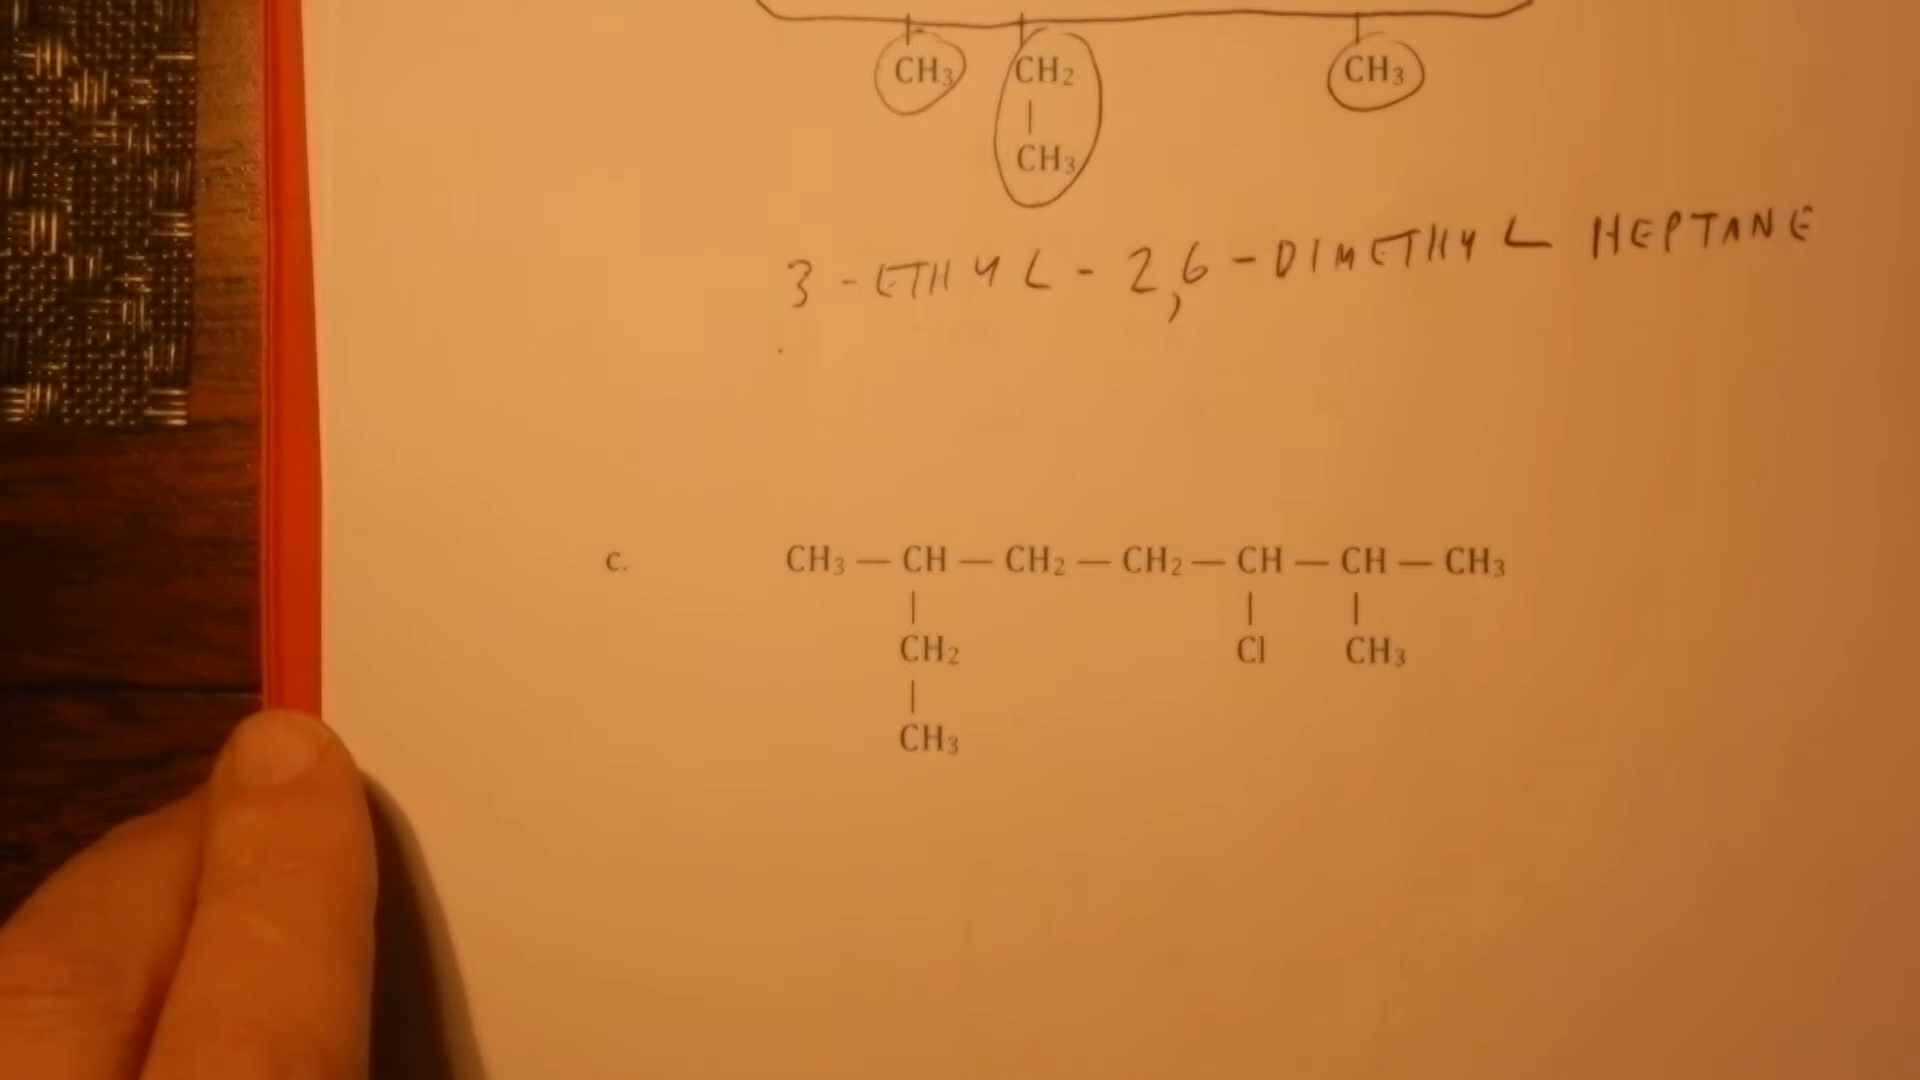 CH3 CH2 CH3
|
CH3
3 - ETHYL - 2,6 - DIMETHYL HEPTANE
c. CH3 — CH — CH2 — CH2 — CH — CH — CH3
| | |
CH2 Cl CH3
|
CH3